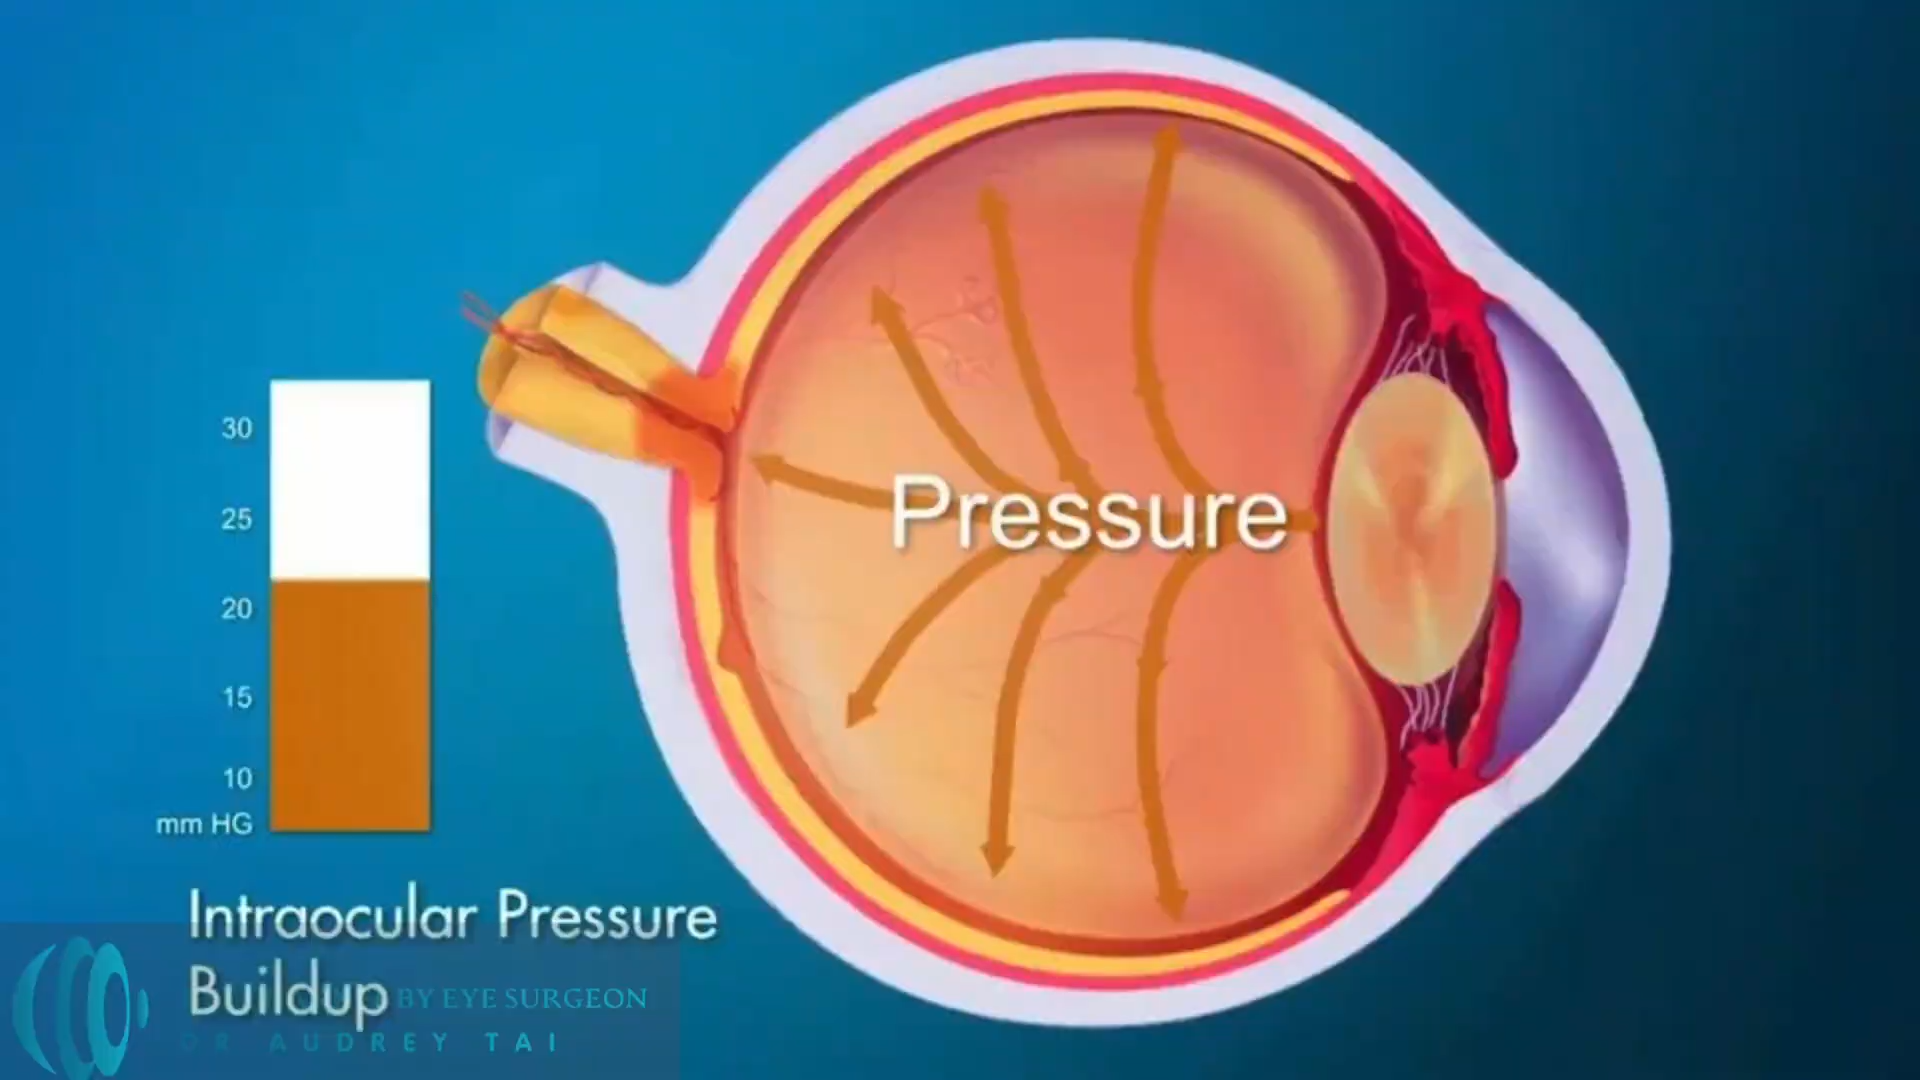 Pressure
30
25
20
15
10
mm HG
Intraocular Pressure
Buildup
BY EYE SURGEON
DR AUDREY TAI